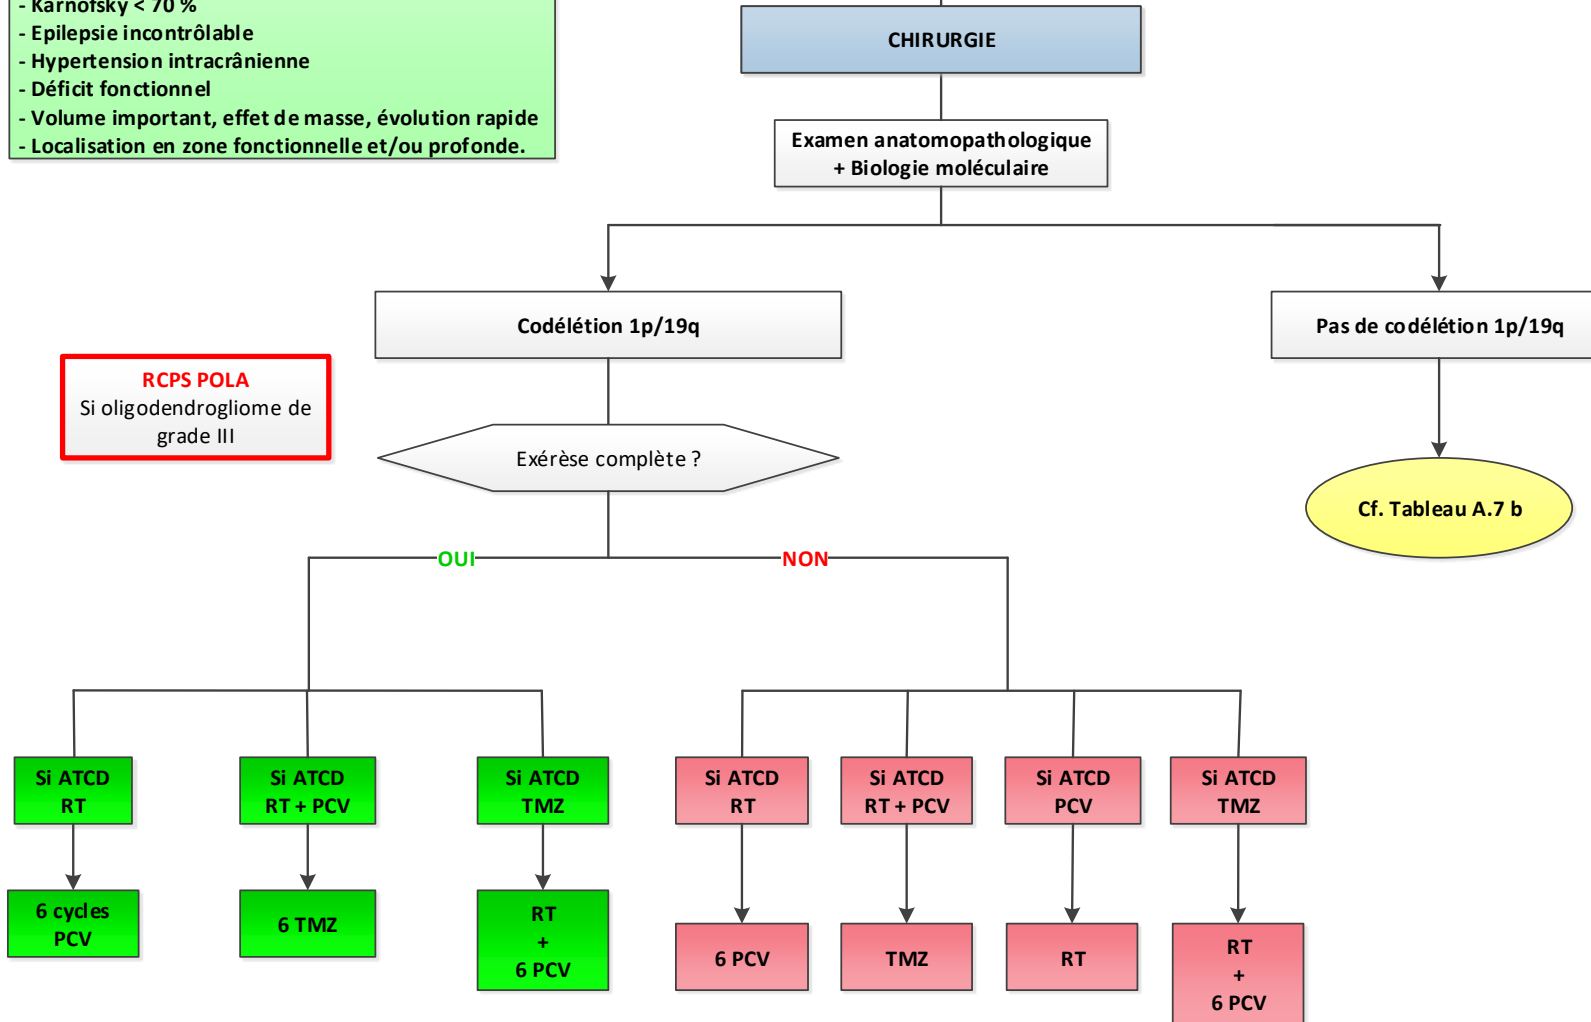 - Karnofsky < 70 %
- Epilepsie incontrôlable
- Hypertension intracrânienne
- Déficit fonctionnel
- Volume important, effet de masse, évolution rapide
- Localisation en zone fonctionnelle et/ou profonde.
CHIRURGIE
Examen anatomopathologique
+ Biologie moléculaire
Codélétion 1p/19q
Pas de codélétion 1p/19q
RCPS POLA
Si oligodendrogliome de
grade III
Exérèse complète ?
Cf. Tableau A.7 b
OUI
NON
Si ATCD
RT
Si ATCD
RT + PCV
Si ATCD
TMZ
Si ATCD
RT
Si ATCD
RT + PCV
Si ATCD
PCV
Si ATCD
TMZ
6 cycles
PCV
6 TMZ
RT
+
6 PCV
6 PCV
TMZ
RT
RT
+
6 PCV